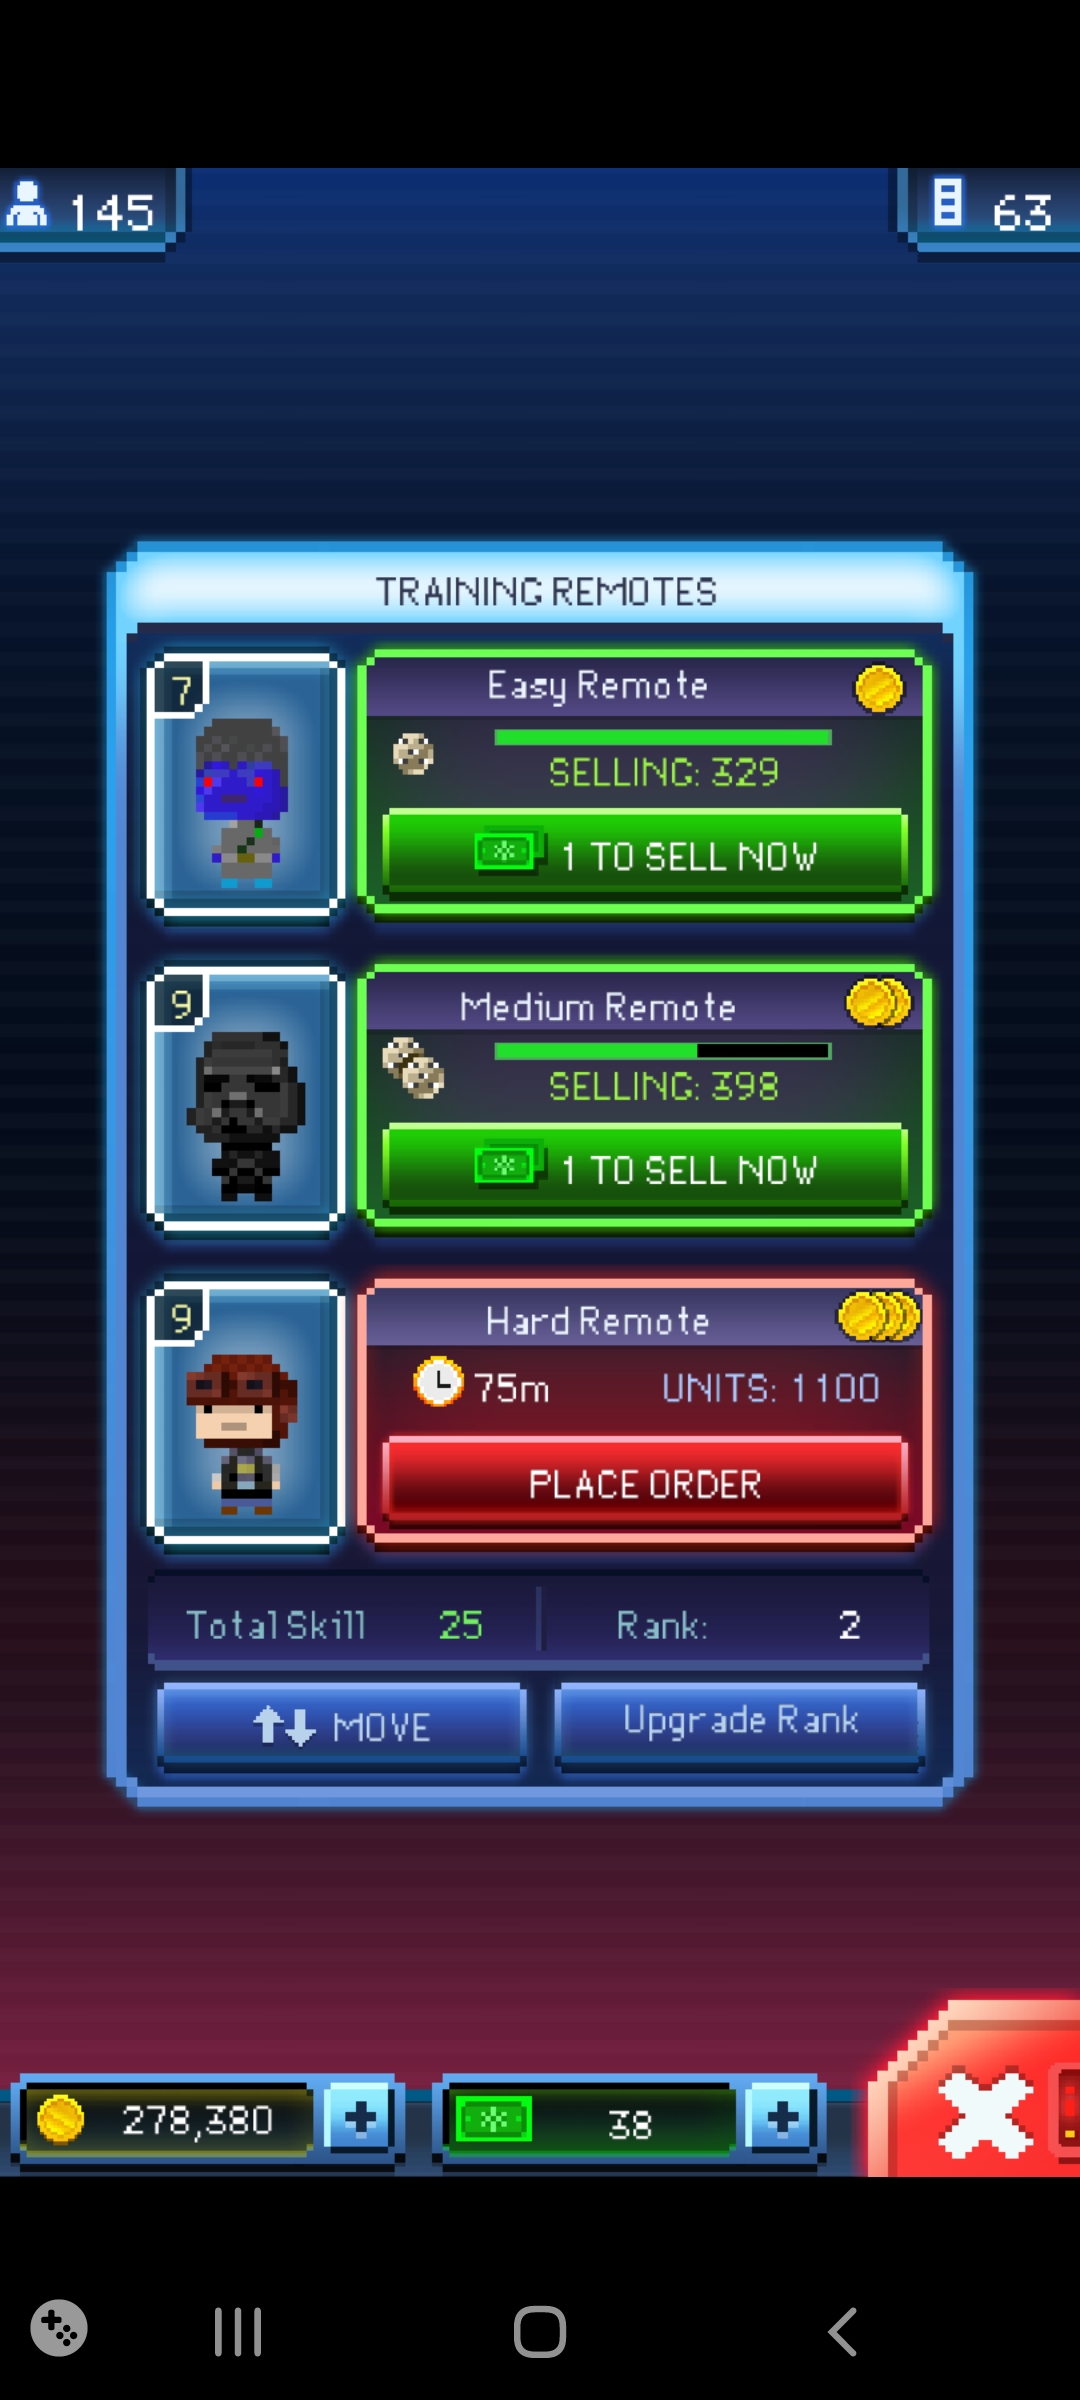 145
63
TRAINING REMOTES
7
Easy Remote
SELLING: 329
1 TO SELL NOW
9
Medium Remote
SELLING: 398
1 TO SELL NOW
9
Hard Remote
75m UNITS: 1100
PLACE ORDER
Total Skill 25 Rank: 2
MOVE Upgrade Rank
278,380 38